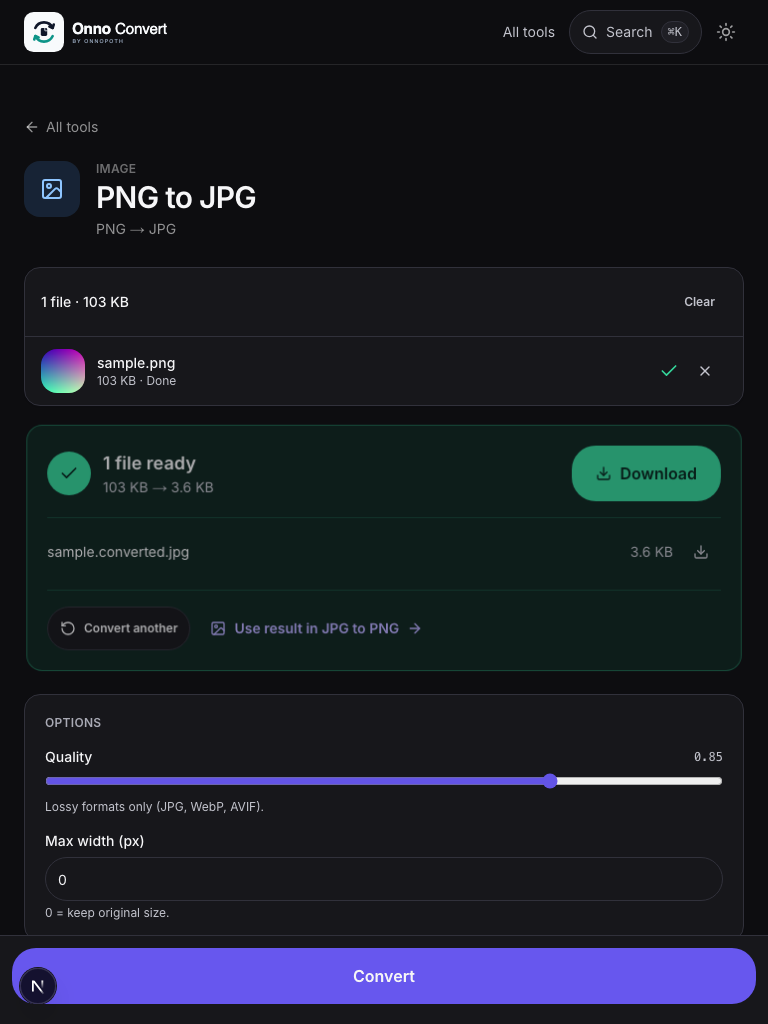 Onno Convert
BY ONNOPOTH
All tools
Search ⌘K
All tools
IMAGE
PNG to JPG
PNG → JPG
1 file · 103 KB
Clear
sample.png
103 KB · Done
1 file ready
103 KB → 3.6 KB
Download
sample.converted.jpg
3.6 KB
Convert another
Use result in JPG to PNG →
OPTIONS
Quality
0.85
Lossy formats only (JPG, WebP, AVIF).
Max width (px)
0
0 = keep original size.
Convert
N